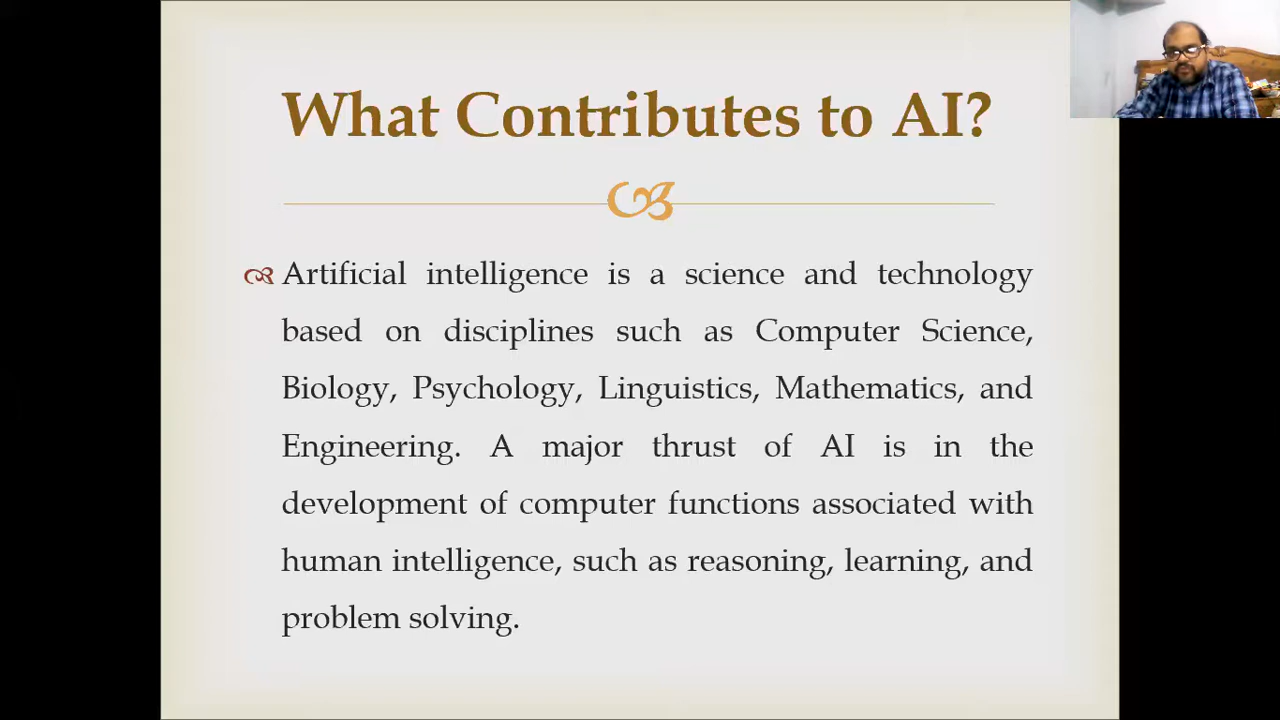 What Contributes to AI?
Artificial intelligence is a science and technology
based on disciplines such as Computer Science,
Biology, Psychology, Linguistics, Mathematics, and
Engineering. A major thrust of AI is in the
development of computer functions associated with
human intelligence, such as reasoning, learning, and
problem solving.